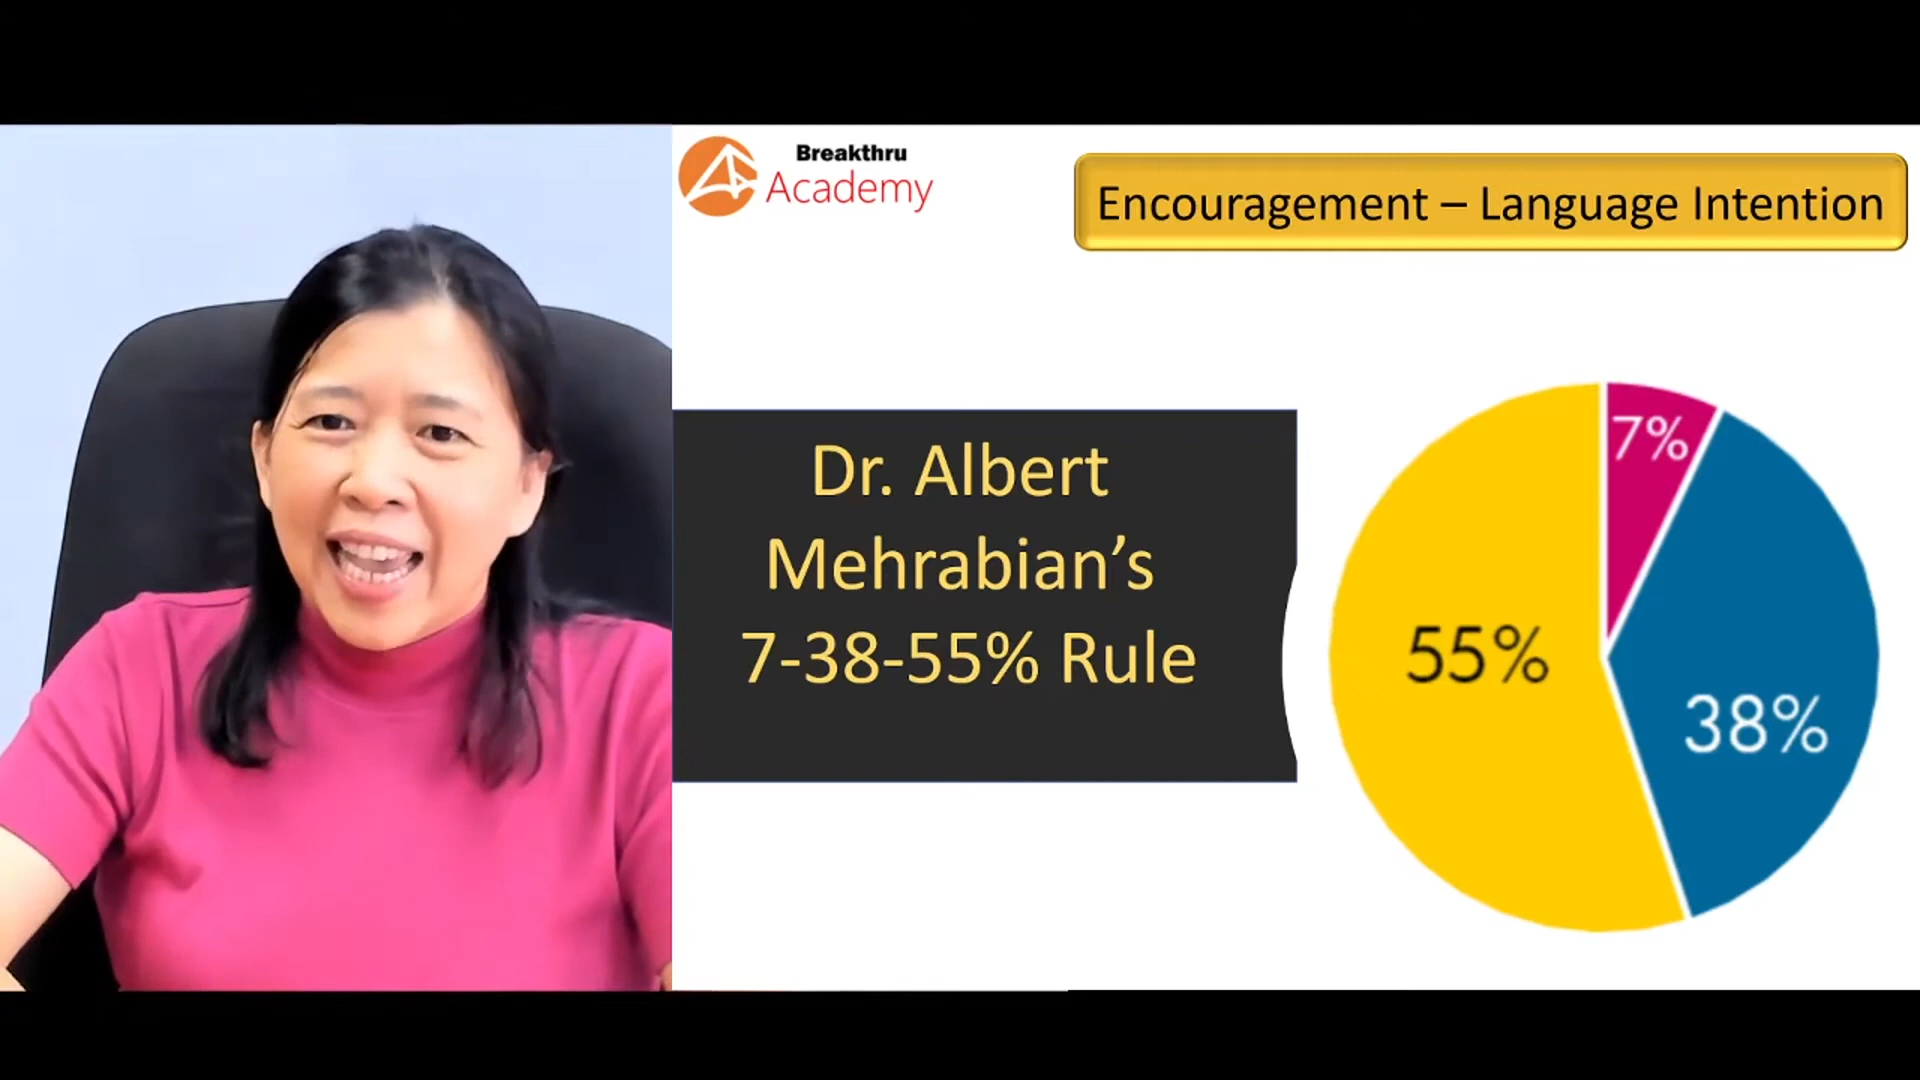 Breakthru
Academy
Encouragement – Language Intention
Dr. Albert
Mehrabian’s
7-38-55% Rule
7%
55%
38%